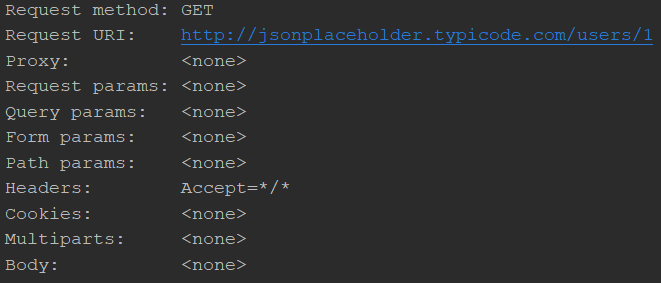 Request method: GET
Request URI: http://jsonplaceholder.typicode.com/users/1
Proxy: <none>
Request params: <none>
Query params: <none>
Form params: <none>
Path params: <none>
Headers: Accept=*/*
Cookies: <none>
Multiparts: <none>
Body: <none>